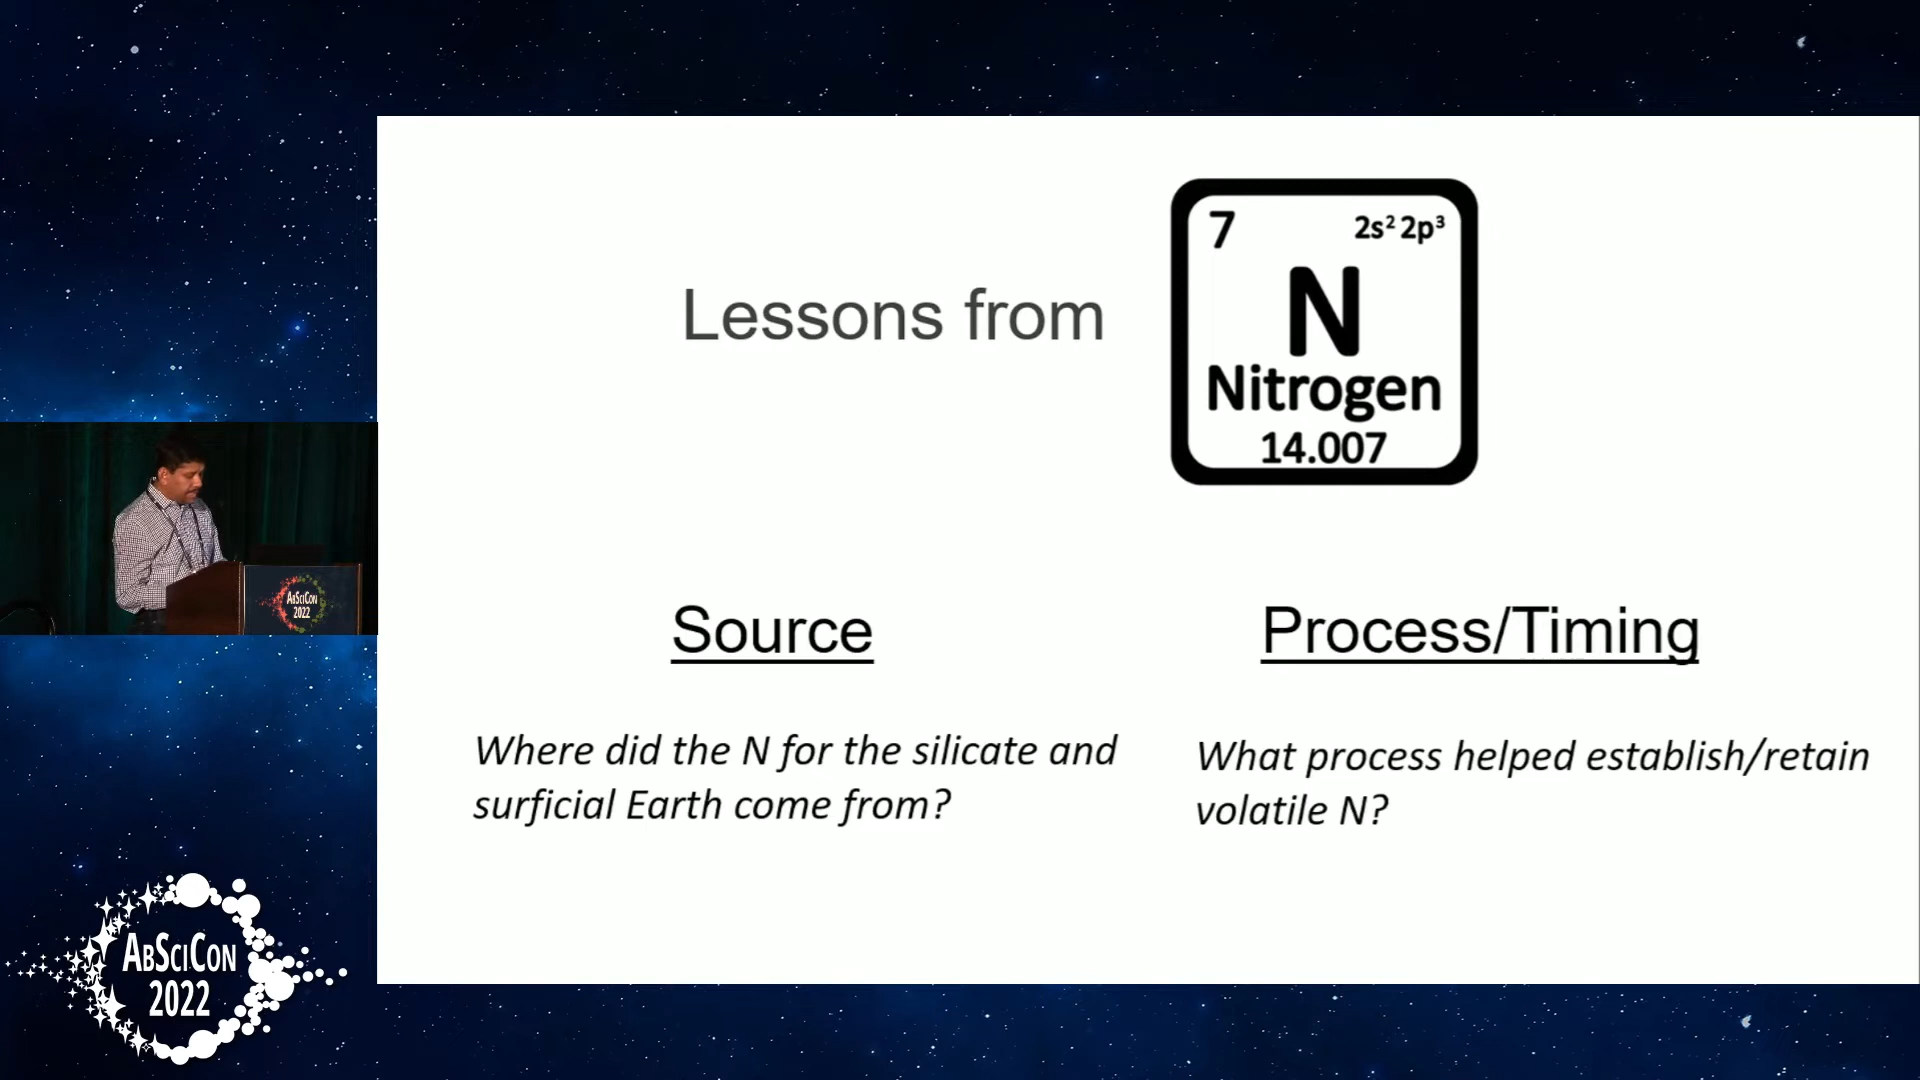 Lessons from
7
2s² 2p³
N
Nitrogen
14.007
Source
Where did the N for the silicate and
surficial Earth come from?
Process/Timing
What process helped establish/retain
volatile N?
ABSCICON
2022
ABSCICON
2022